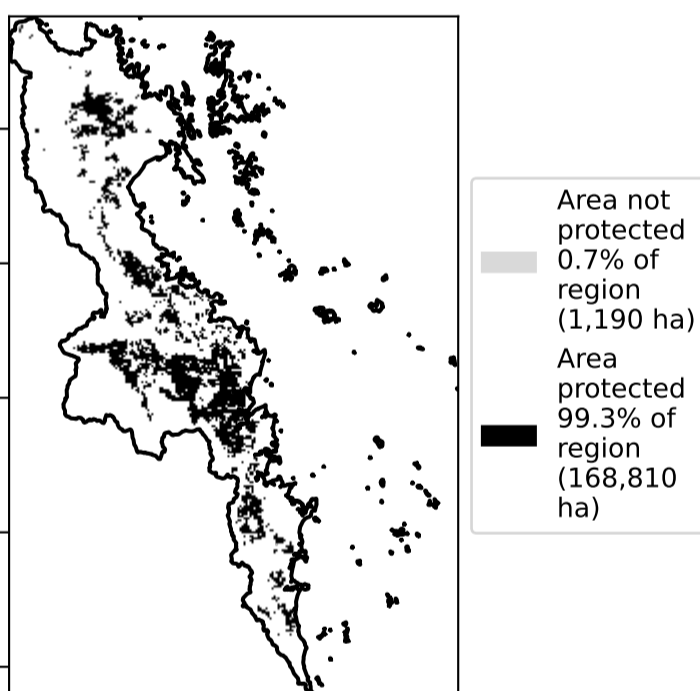 Area not
protected
0.7% of
region
(1,190 ha)
Area
protected
99.3% of
region
(168,810
ha)